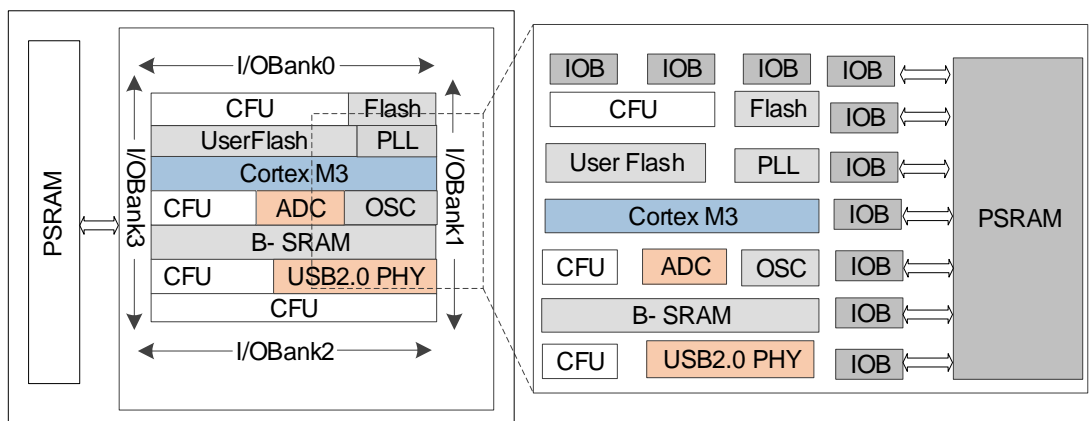 I/OBank0
PSRAM
I/OBank3
CFU Flash
UserFlash PLL
Cortex M3
CFU ADC OSC
B- SRAM
CFU USB2.0 PHY
CFU
I/OBank1
I/OBank2
IOB IOB IOB IOB
CFU Flash IOB
User Flash PLL IOB
Cortex M3 IOB
CFU ADC OSC IOB
B- SRAM IOB
CFU USB2.0 PHY IOB
PSRAM